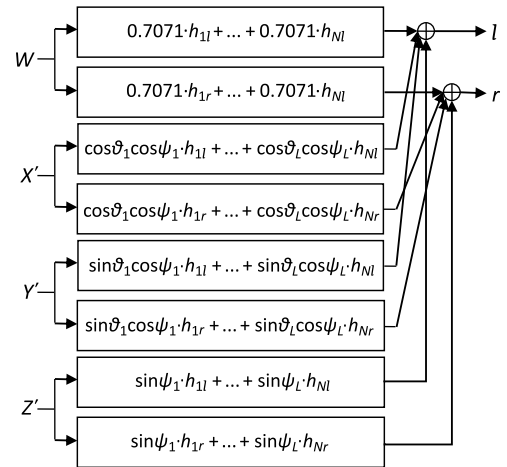 0.7071·h1l + ... + 0.7071·hNl
l
W
0.7071·h1r + ... + 0.7071·hNl
r
cosϑ1cosψ1·h1l + ... + cosϑLcosψL·hNl
X′
cosϑ1cosψ1·h1r + ... + cosϑLcosψL·hNr
sinϑ1cosψ1·h1l + ... + sinϑLcosψL·hNl
Y′
sinϑ1cosψ1·h1r + ... + sinϑLcosψL·hNr
sinψ1·h1l + ... + sinψL·hNl
Z′
sinψ1·h1r + ... + sinψL·hNr